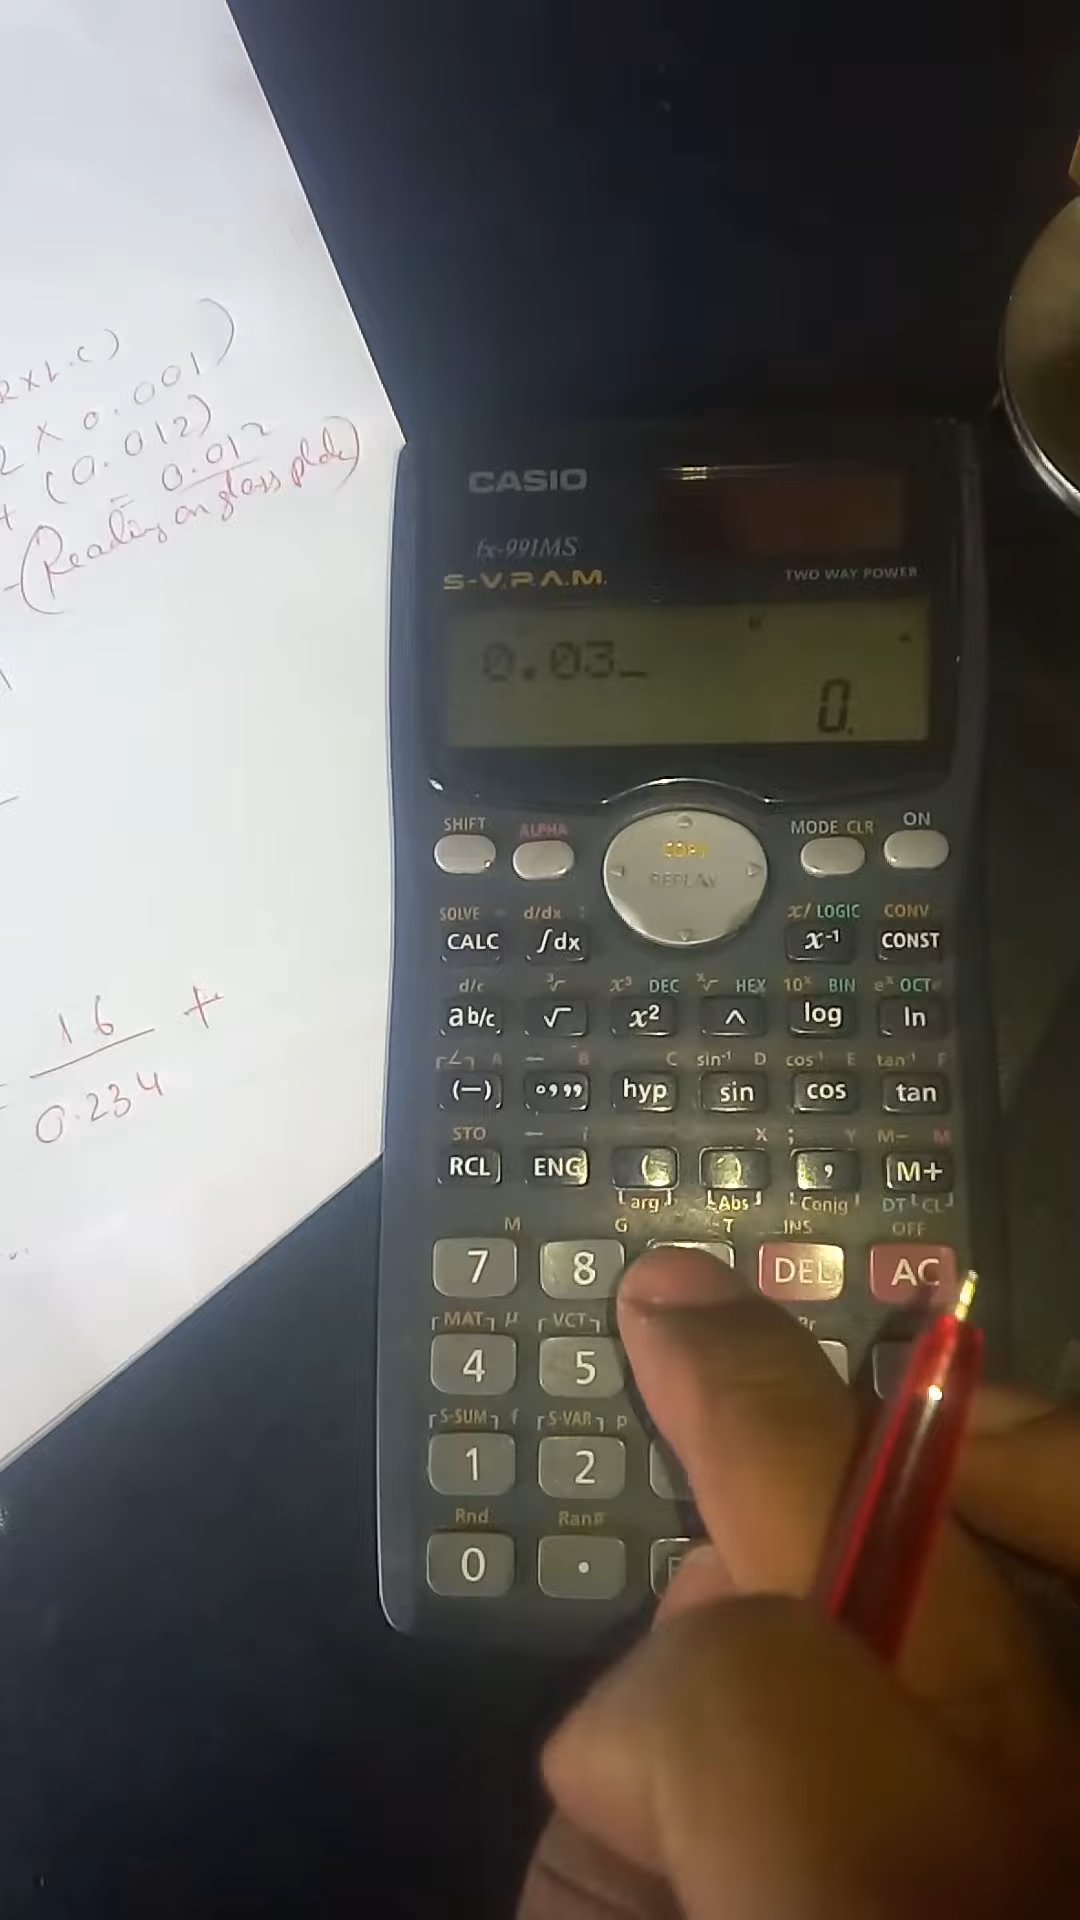 R×L.C)
2 × 0.001)
+ (0.012)
= 0.012
-(Reading on glass plate)
16 +
0.234
CASIO
fx-991MS
S-V.P.A.M.
TWO WAY POWER
0.03_
0.
SHIFT ALPHA MODE CLR ON
COPY
REPLAY
SOLVE = d/dx : x! LOGIC CONV
CALC ∫dx x⁻¹ CONST
d/c ³√ x³ DEC ˣ√ HEX 10ˣ BIN eˣ OCT
ab/c √ x² ^ log ln
∠ A B C sin⁻¹ D cos⁻¹ E tan⁻¹ F
(−) °,,, hyp sin cos tan
STO i X ; Y M− M
RCL ENG ( ) , M+
arg Abs Conjg DT CL
M G T INS OFF
7 8 DEL AC
MAT µ VCT
4 5
S-SUM f S-VAR p
1 2
Rnd Ran#
0 .